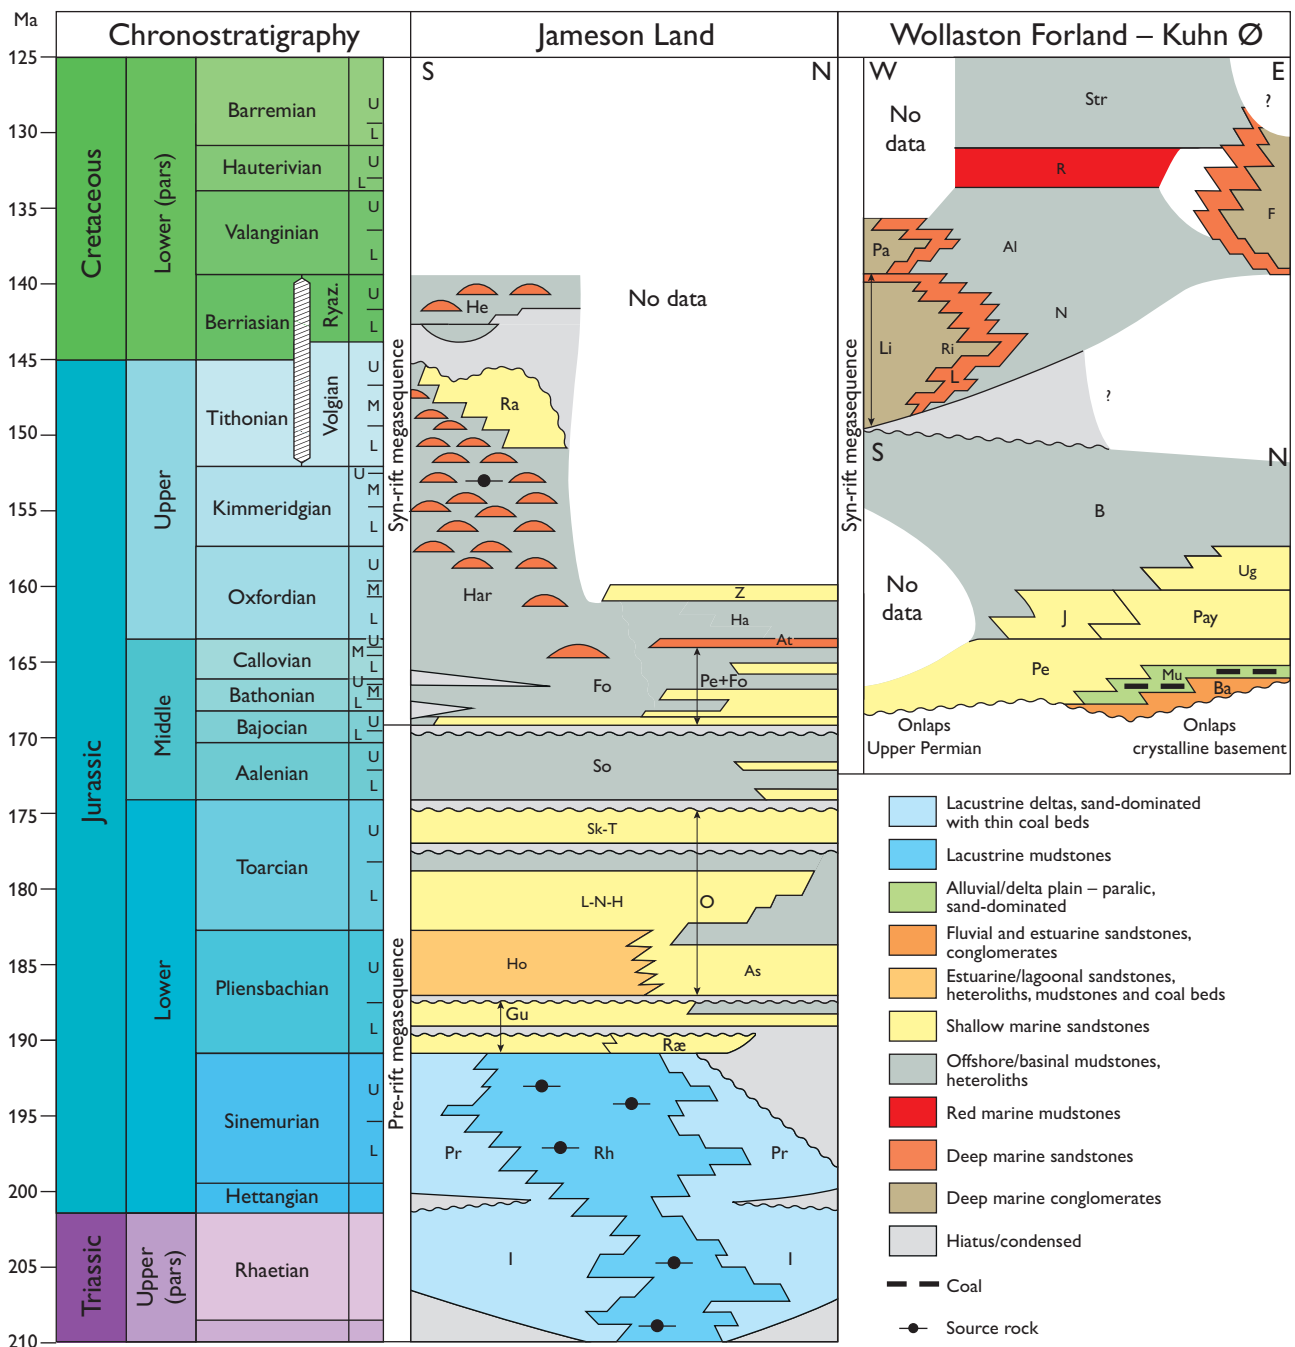 Ma
Chronostratigraphy
Jameson Land
Wollaston Forland – Kuhn Ø
125
130
135
140
145
150
155
160
165
170
175
180
185
190
195
200
205
210
Cretaceous
Jurassic
Triassic
Lower (pars)
Upper
Middle
Lower
Upper
(pars)
Barremian
U
L
Hauterivian
U
L
Valanginian
U
L
Berriasian
Ryaz.
U
L
Tithonian
Volgian
U
M
L
Kimmeridgian
U
M
L
Oxfordian
U
M
L
Callovian
U
M
L
Bathonian
U
M
L
Bajocian
U
L
Aalenian
U
L
Toarcian
U
L
Pliensbachian
U
L
Sinemurian
U
L
Hettangian
Rhaetian
Syn-rift megasequence
Pre-rift megasequence
S
N
No data
He
Ra
Har
Z
Ha
At
Fo
Pe+Fo
So
Sk-T
L-N-H
O
Ho
As
Gu
Ræ
Pr
Rh
Pr
I
I
Syn-rift megasequence
W
E
No
data
Str
?
R
F
Pa
Al
N
Li
Ri
L
?
S
N
B
No
data
Ug
J
Pay
Pe
Mu
Ba
Onlaps
Upper Permian
Onlaps
crystalline basement
Lacustrine deltas, sand-dominated
with thin coal beds
Lacustrine mudstones
Alluvial/delta plain – paralic,
sand-dominated
Fluvial and estuarine sandstones,
conglomerates
Estuarine/lagoonal sandstones,
heteroliths, mudstones and coal beds
Shallow marine sandstones
Offshore/basinal mudstones,
heteroliths
Red marine mudstones
Deep marine sandstones
Deep marine conglomerates
Hiatus/condensed
Coal
Source rock